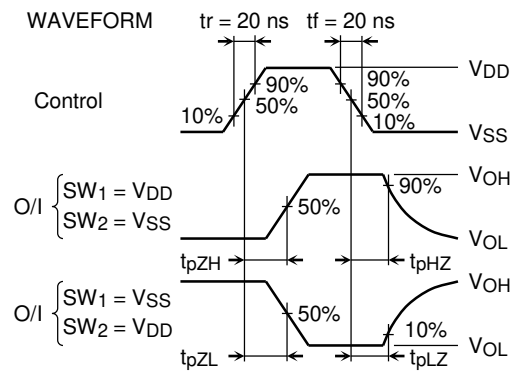 WAVEFORM tr = 20 ns tf = 20 ns
VDD
90% 90%
Control 50% 50%
10% 10%
VSS
VOH
SW1 = VDD 90%
O/I 50%
SW2 = VSS
VOL
tpZH tpHZ
VOH
SW1 = VSS
O/I 50%
SW2 = VDD 10%
VOL
tpZL tpLZ